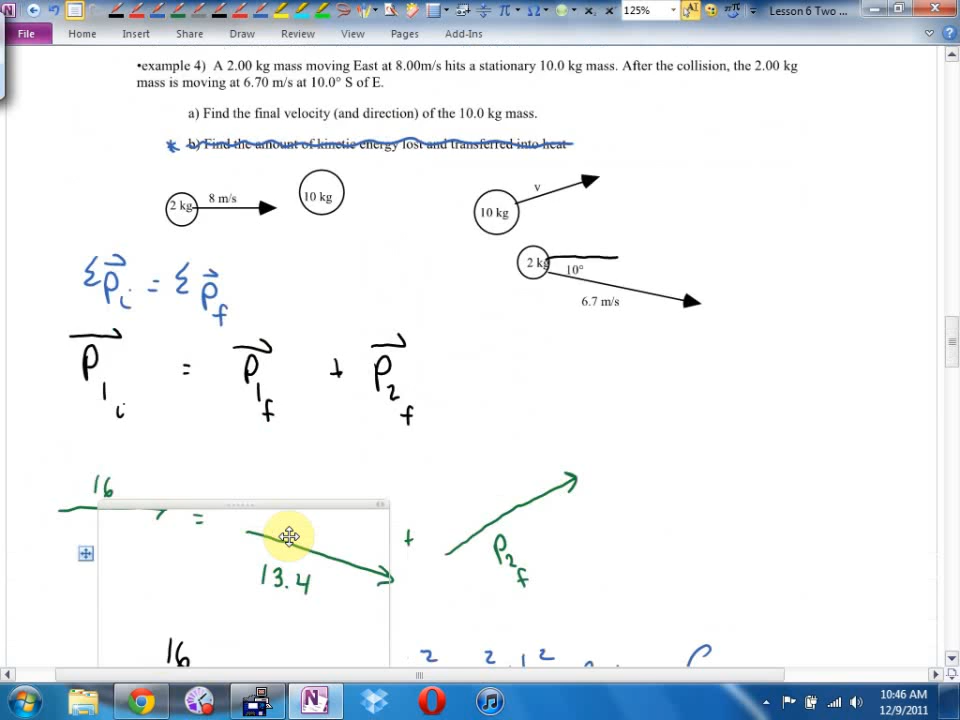 125% Lesson 6 Two ...
File Home Insert Share Draw Review View Pages Add-Ins
•example 4) A 2.00 kg mass moving East at 8.00m/s hits a stationary 10.0 kg mass. After the collision, the 2.00 kg
mass is moving at 6.70 m/s at 10.0° S of E.
a) Find the final velocity (and direction) of the 10.0 kg mass.
* b) Find the amount of kinetic energy lost and transferred into heat
2 kg 8 m/s 10 kg 10 kg v
2 kg 10°
6.7 m/s
Σp⃗i = Σp⃗f
P⃗1i = P⃗1f + P⃗2f
16
= 13.4 + P2f
16 2 2 2
10:46 AM
12/9/2011